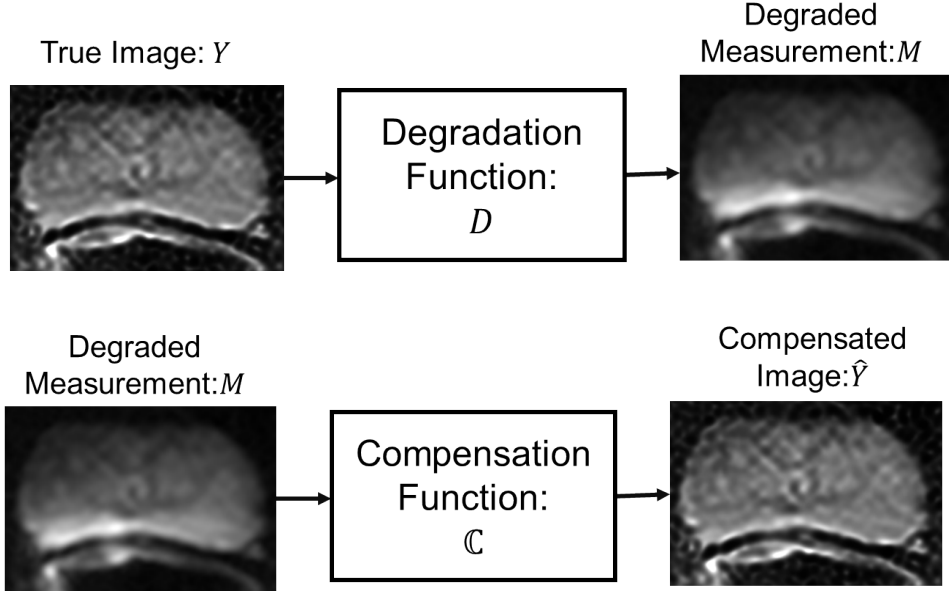 True Image: Y
Degradation
Function:
D
Degraded
Measurement:M
Degraded
Measurement:M
Compensation
Function:
ℂ
Compensated
Image:Ŷ